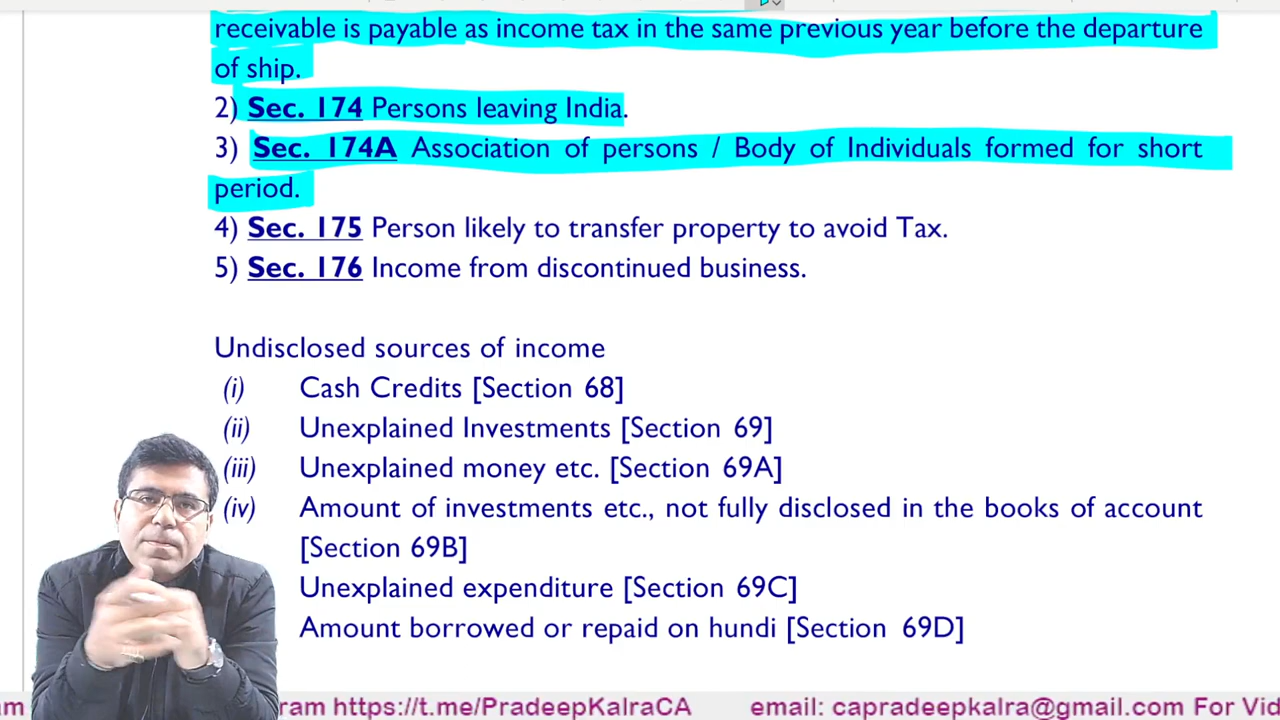 receivable is payable as income tax in the same previous year before the departure
of ship.
2) Sec. 174 Persons leaving India.
3) Sec. 174A Association of persons / Body of Individuals formed for short
period.
4) Sec. 175 Person likely to transfer property to avoid Tax.
5) Sec. 176 Income from discontinued business.
Undisclosed sources of income
(i) Cash Credits [Section 68]
(ii) Unexplained Investments [Section 69]
(iii) Unexplained money etc. [Section 69A]
(iv) Amount of investments etc., not fully disclosed in the books of account
[Section 69B]
Unexplained expenditure [Section 69C]
Amount borrowed or repaid on hundi [Section 69D]
am gram https://t.me/PradeepKalraCA email: capradeepkalra@gmail.com For Vid